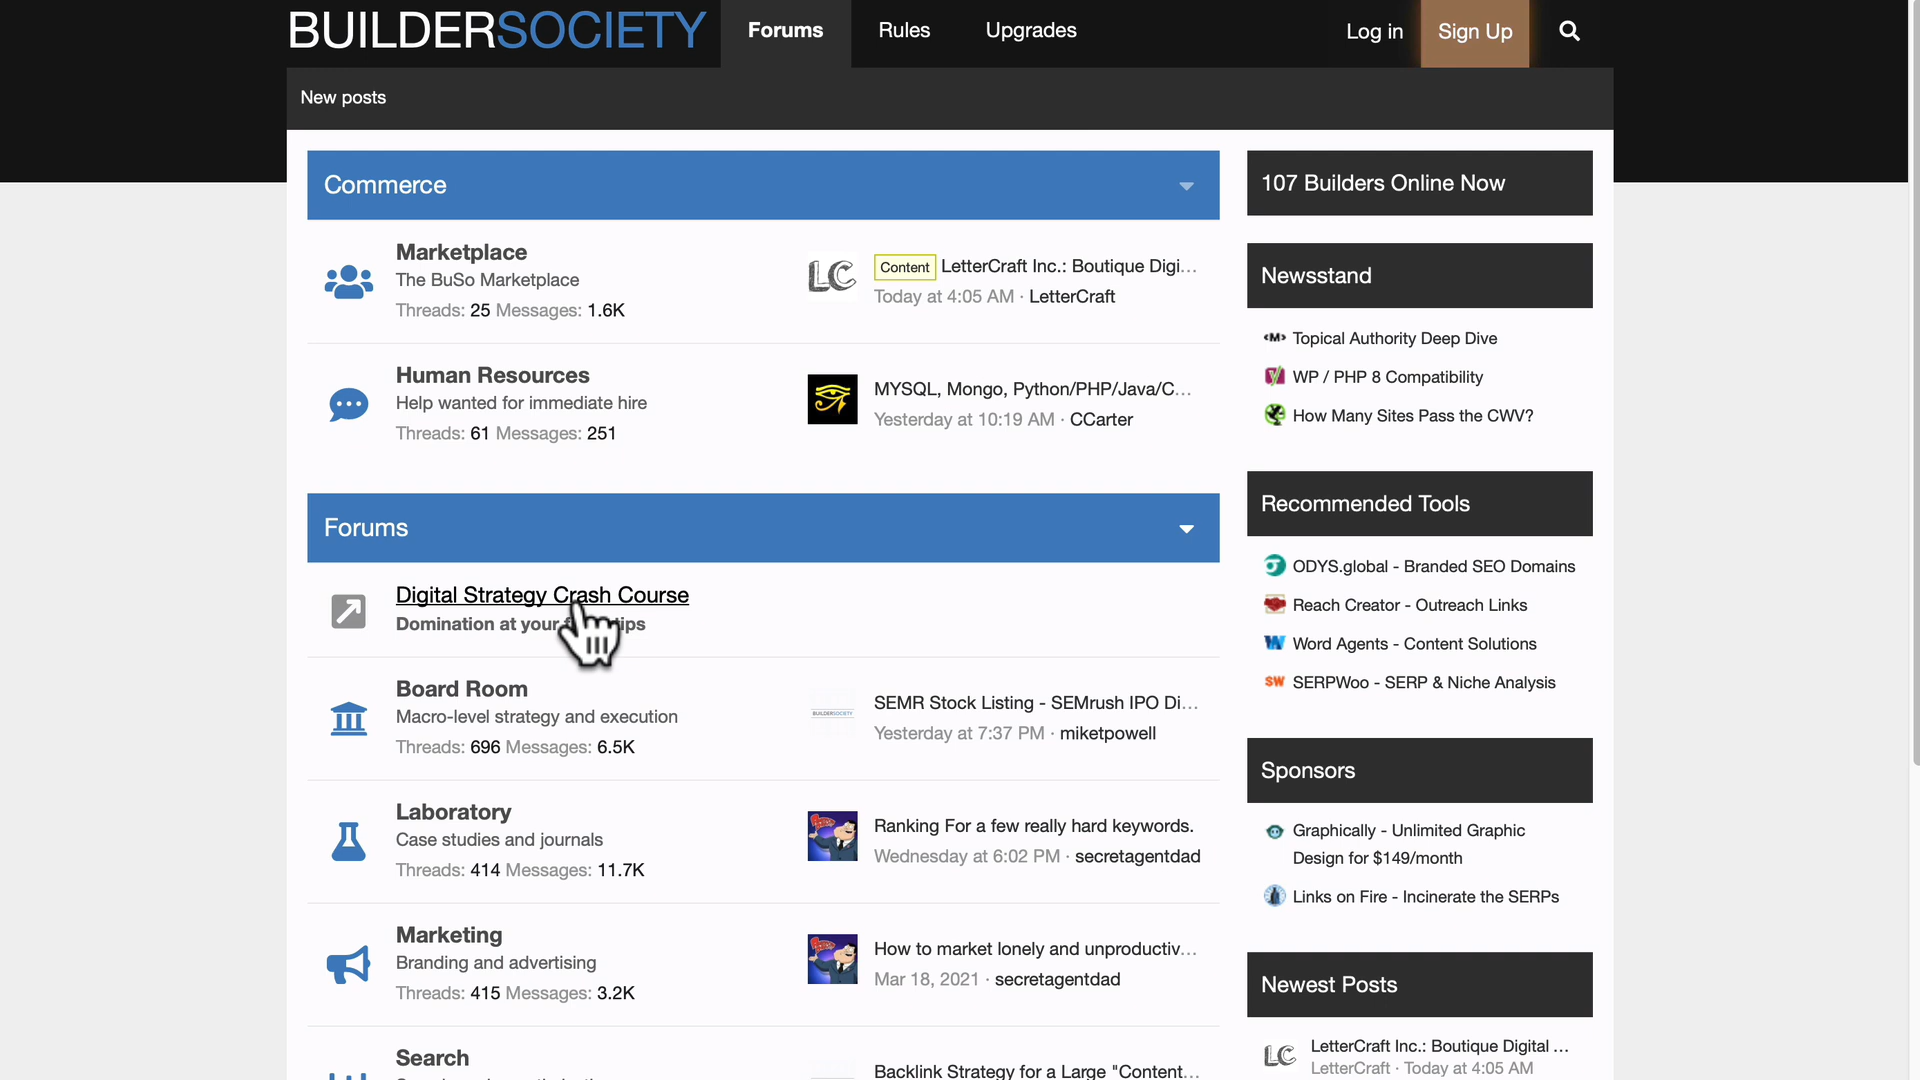 BUILDERSOCIETY
Forums
Rules
Upgrades
Log in
Sign Up
New posts
Commerce
Marketplace
The BuSo Marketplace
Threads: 25 Messages: 1.6K
LC
Content LetterCraft Inc.: Boutique Digi...
Today at 4:05 AM · LetterCraft
Human Resources
Help wanted for immediate hire
Threads: 61 Messages: 251
MYSQL, Mongo, Python/PHP/Java/C...
Yesterday at 10:19 AM · CCarter
Forums
Digital Strategy Crash Course
Domination at your
Board Room
Macro-level strategy and execution
Threads: 696 Messages: 6.5K
BUILDERSOCIETY
SEMR Stock Listing - SEMrush IPO Di...
Yesterday at 7:37 PM · miketpowell
Laboratory
Case studies and journals
Threads: 414 Messages: 11.7K
Ranking For a few really hard keywords.
Wednesday at 6:02 PM · secretagentdad
Marketing
Branding and advertising
Threads: 415 Messages: 3.2K
How to market lonely and unproductiv...
Mar 18, 2021 · secretagentdad
Search
Backlink Strategy for a Large "Content...
107 Builders Online Now
Newsstand
Topical Authority Deep Dive
WP / PHP 8 Compatibility
How Many Sites Pass the CWV?
Recommended Tools
ODYS.global - Branded SEO Domains
Reach Creator - Outreach Links
Word Agents - Content Solutions
SW SERPWoo - SERP & Niche Analysis
Sponsors
Graphically - Unlimited Graphic
Design for $149/month
Links on Fire - Incinerate the SERPs
Newest Posts
LC
LetterCraft Inc.: Boutique Digital ...
LetterCraft · Today at 4:05 AM